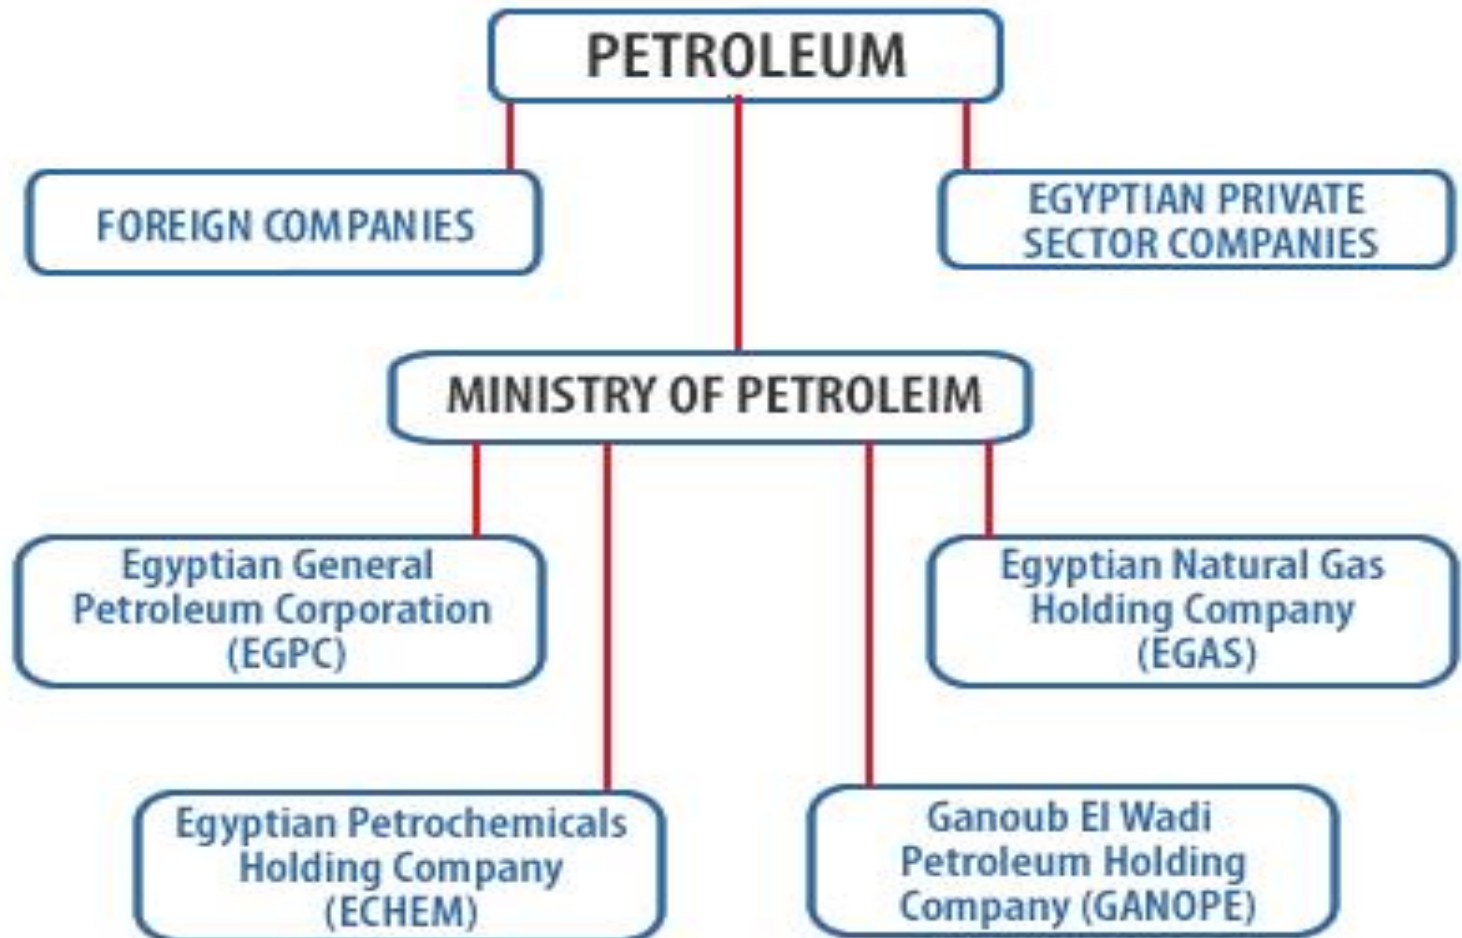 PETROLEUM
FOREIGN COMPANIES
EGYPTIAN PRIVATE
SECTOR COMPANIES
MINISTRY OF PETROLEIM
Egyptian General
Petroleum Corporation
(EGPC)
Egyptian Natural Gas
Holding Company
(EGAS)
Egyptian Petrochemicals
Holding Company
(ECHEM)
Ganoub El Wadi
Petroleum Holding
Company (GANOPE)